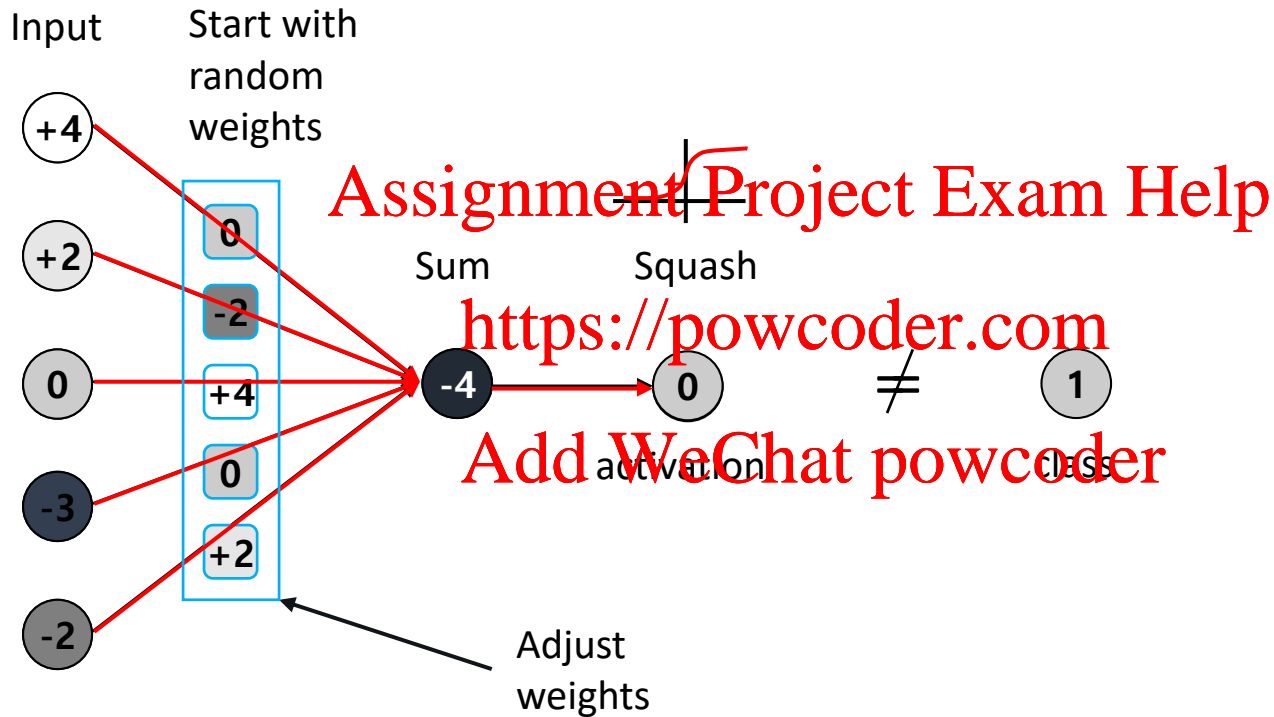 Input
Start with
random
weights
+4
+2
0
-3
-2
0
-2
+4
0
+2
Assignment Project Exam Help
Sum
Squash
https://powcoder.com
-4
0
≠
1
Add WeChat powcoder
activation
class
Adjust
weights